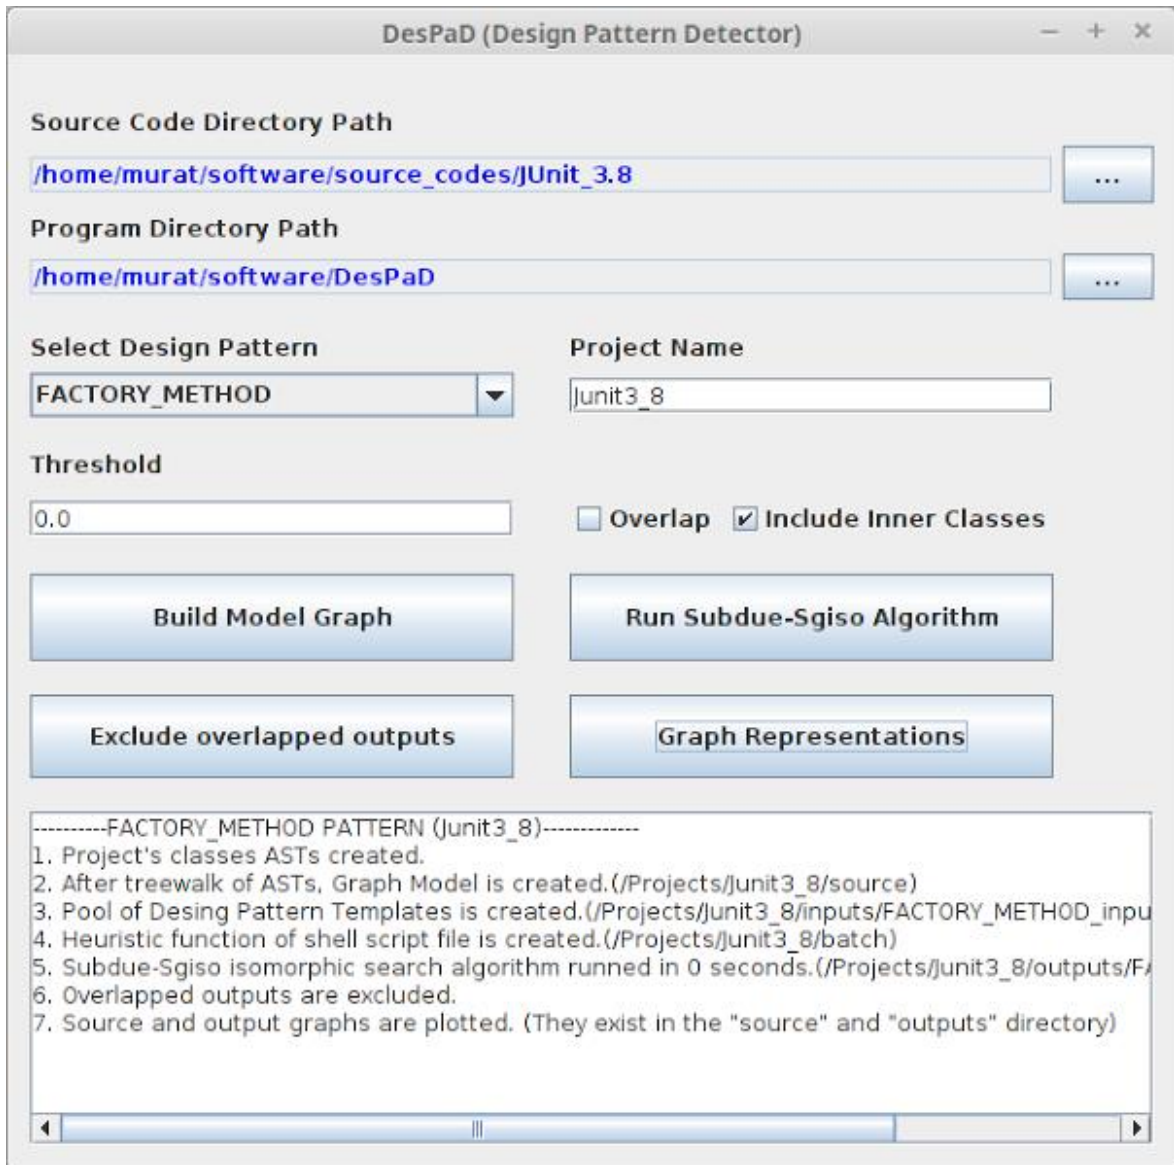 DesPaD (Design Pattern Detector)
Source Code Directory Path
/home/murat/software/source_codes/JUnit_3.8
...
Program Directory Path
/home/murat/software/DesPaD
...
Select Design Pattern
Project Name
FACTORY_METHOD
Junit3_8
Threshold
0.0
Overlap
Include Inner Classes
Build Model Graph
Run Subdue-Sgiso Algorithm
Exclude overlapped outputs
Graph Representations
----------FACTORY_METHOD PATTERN (Junit3_8)-------------
1. Project's classes ASTs created.
2. After treewalk of ASTs, Graph Model is created.(/Projects/Junit3_8/source)
3. Pool of Desing Pattern Templates is created.(/Projects/Junit3_8/inputs/FACTORY_METHOD_inpu
4. Heuristic function of shell script file is created.(/Projects/Junit3_8/batch)
5. Subdue-Sgiso isomorphic search algorithm runned in 0 seconds.(/Projects/Junit3_8/outputs/FA
6. Overlapped outputs are excluded.
7. Source and output graphs are plotted. (They exist in the "source" and "outputs" directory)